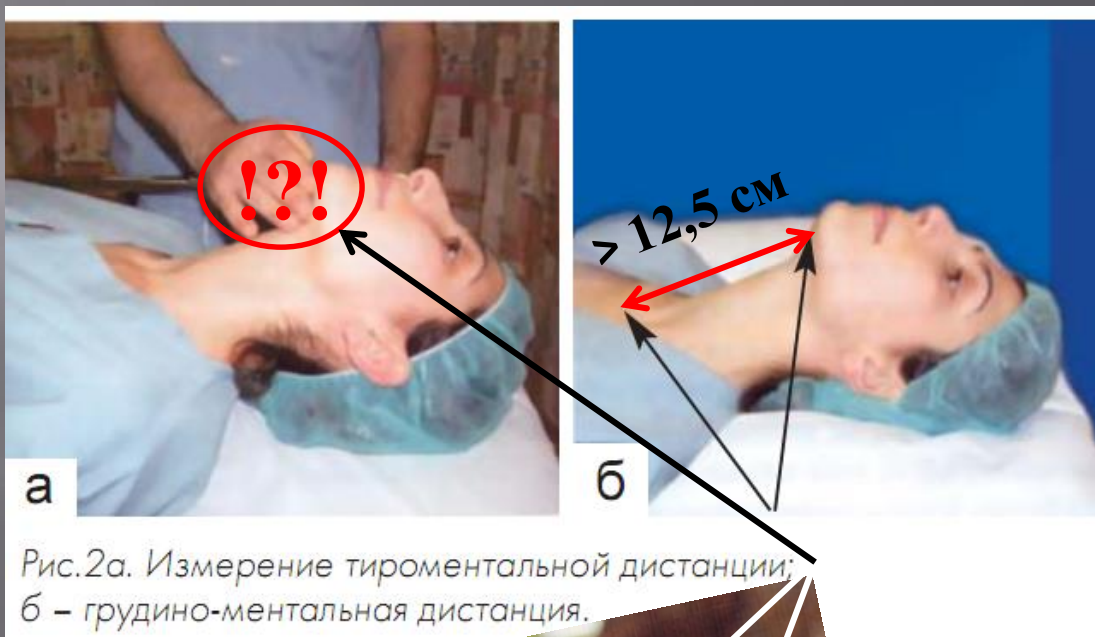 !?!
> 12,5 см
а
б
Рис.2а. Измерение тироментальной дистанции;
б – грудино-ментальная дистанция.